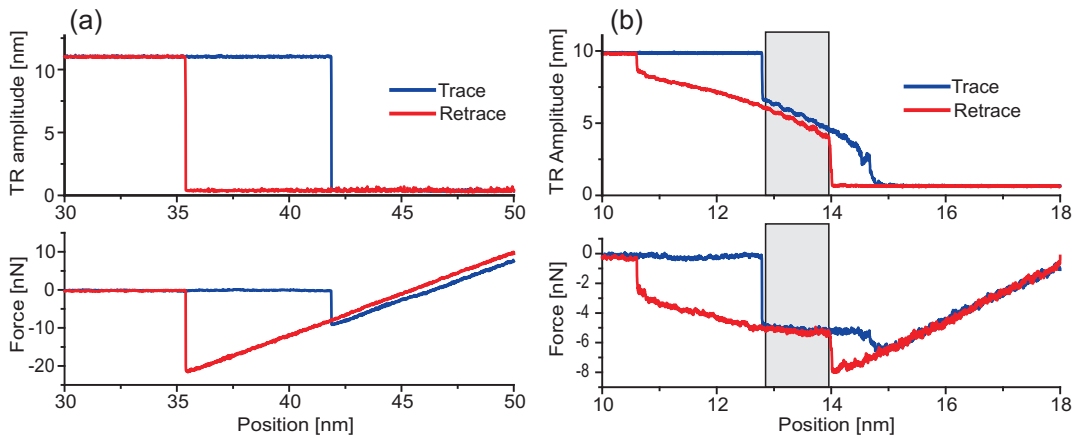 (a)
TR amplitude [nm]
10
5
0
Trace
Retrace
30
35
40
45
50
Force [nN]
10
0
-10
-20
30
35
40
45
50
Position [nm]
(b)
TR Amplitude [nm]
10
5
0
Trace
Retrace
10
12
14
16
18
Force [nN]
0
-2
-4
-6
-8
10
12
14
16
18
Position [nm]